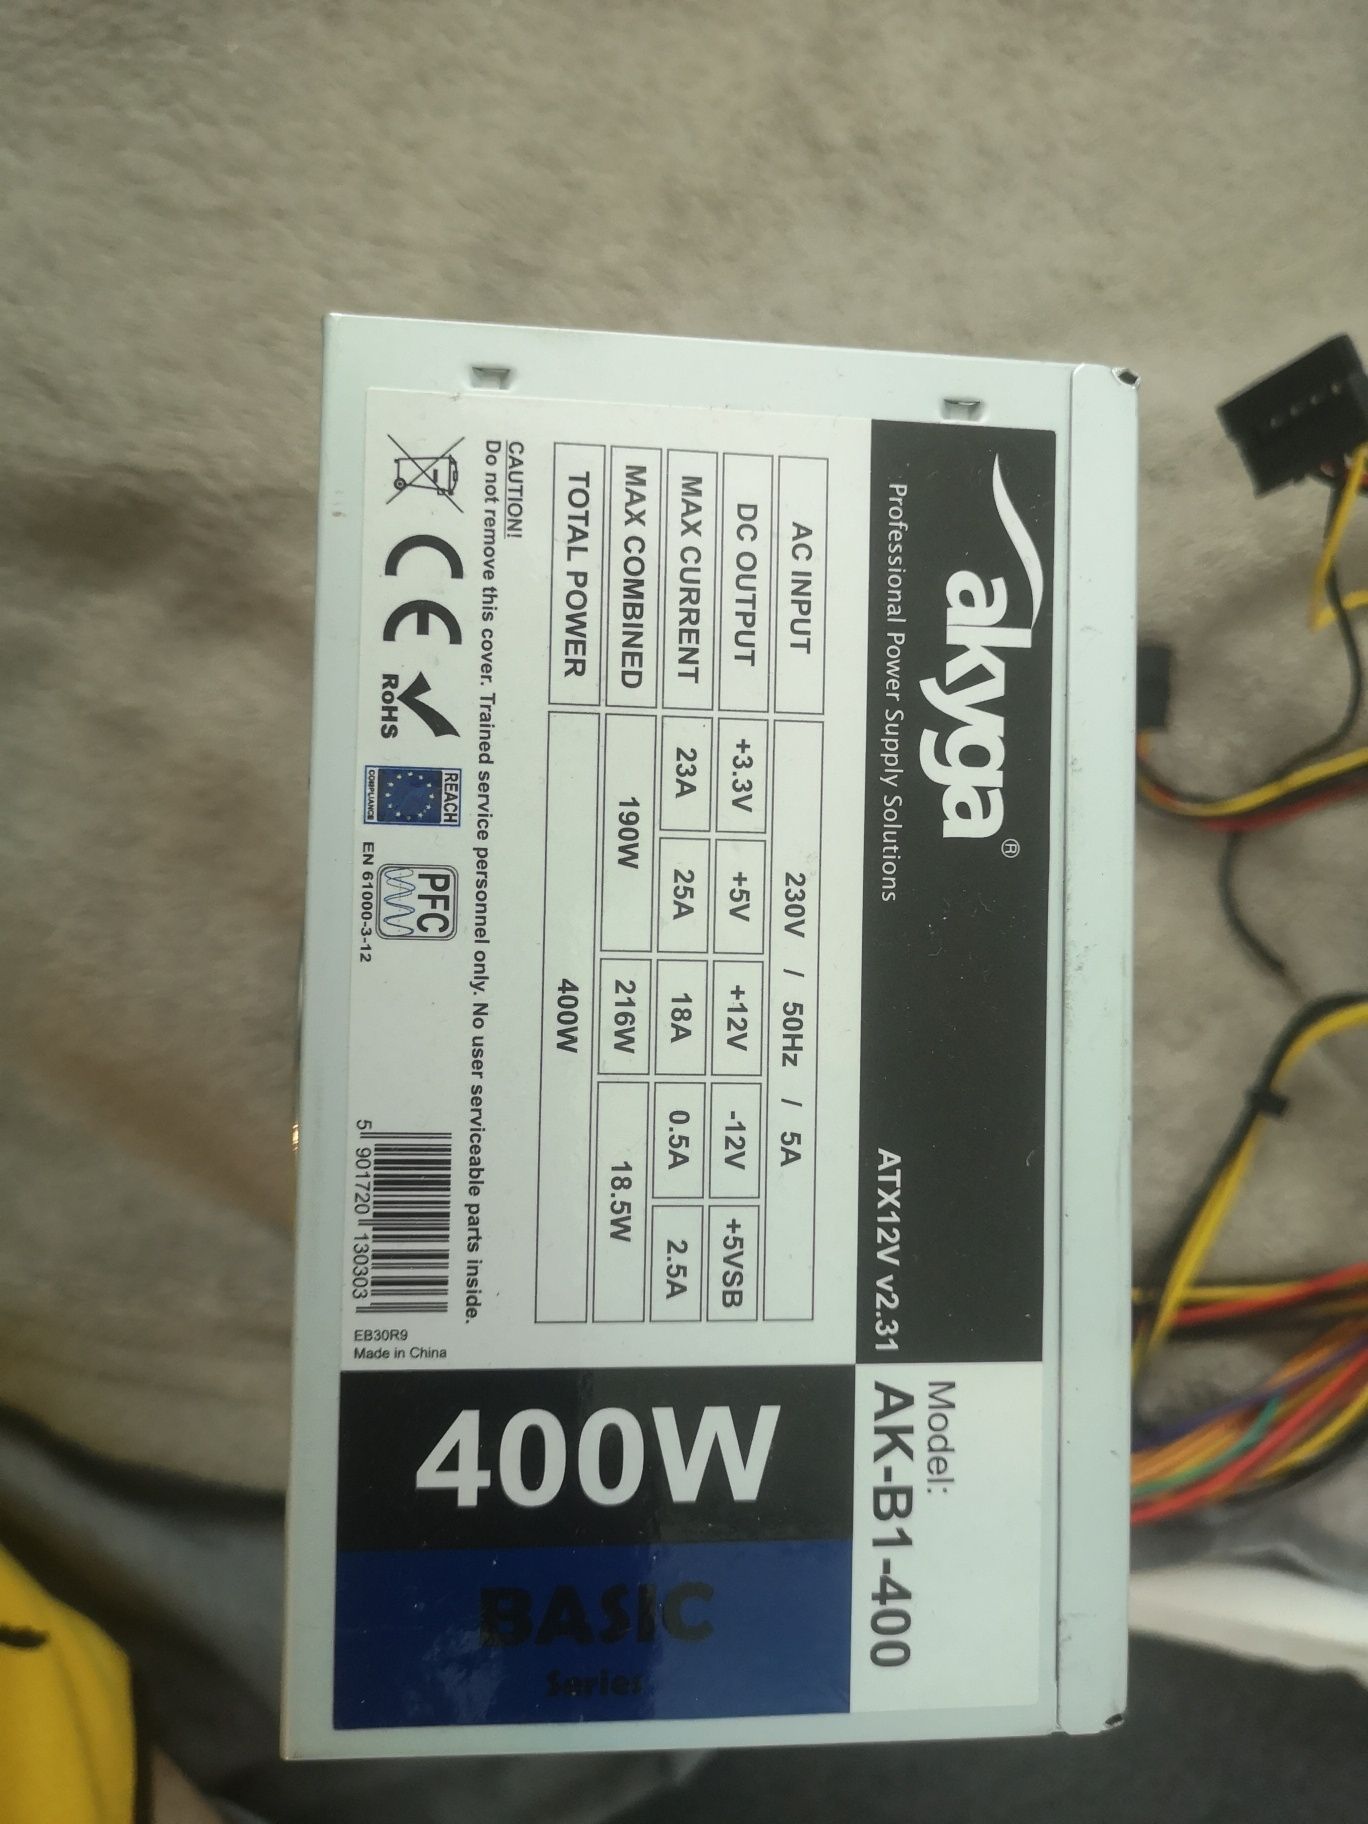 akyga®
Professional Power Supply Solutions
ATX12V v2.31
Model:
AK-B1-400
AC INPUT 230V / 50Hz / 5A
DC OUTPUT +3.3V +5V +12V -12V +5VSB
MAX CURRENT 23A 25A 18A 0.5A 2.5A
MAX COMBINED 190W 216W 18.5W
TOTAL POWER 400W
CAUTION!
Do not remove this cover. Trained service personnel only. No user serviceable parts inside.
CE
RoHS
REACH
COMPLIANCE
PFC
EN 61000-3-12
5 901720 130303
EB30R9
Made in China
400W
BASIC
Series